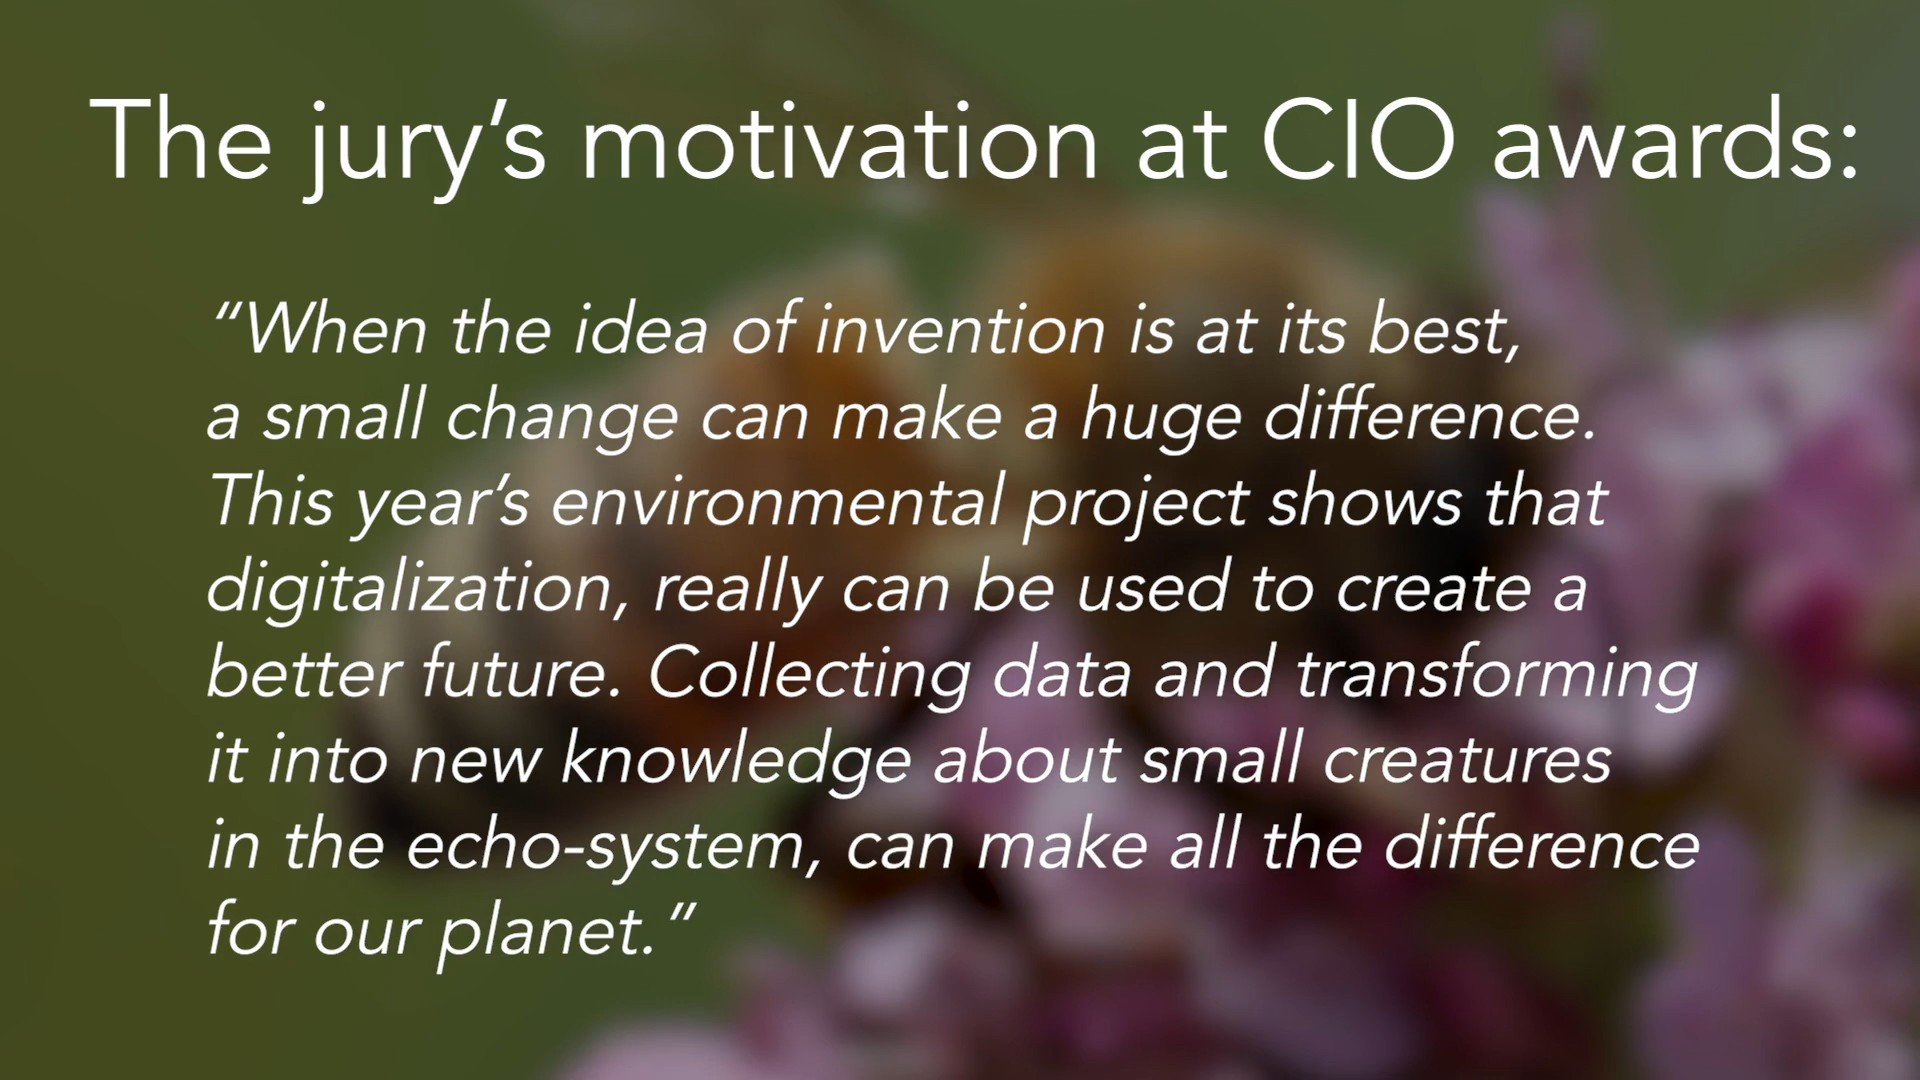 The jury’s motivation at CIO awards:
“When the idea of invention is at its best,
a small change can make a huge difference.
This year’s environmental project shows that
digitalization, really can be used to create a
better future. Collecting data and transforming
it into new knowledge about small creatures
in the echo-system, can make all the difference
for our planet.”